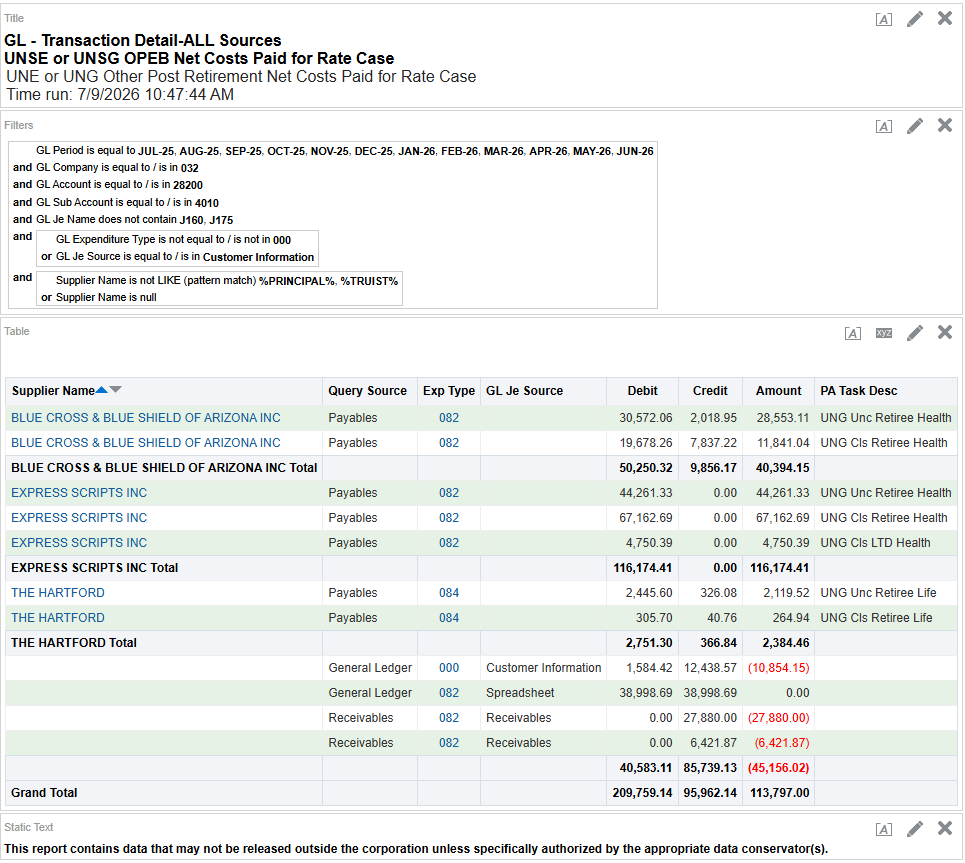 Title
GL - Transaction Detail-ALL Sources
UNSE or UNSG OPEB Net Costs Paid for Rate Case
UNE or UNG Other Post Retirement Net Costs Paid for Rate Case
Time run: 7/9/2026 10:47:44 AM
Filters
GL Period is equal to JUL-25, AUG-25, SEP-25, OCT-25, NOV-25, DEC-25, JAN-26, FEB-26, MAR-26, APR-26, MAY-26, JUN-26
and GL Company is equal to / is in 032
and GL Account is equal to / is in 28200
and GL Sub Account is equal to / is in 4010
and GL Je Name does not contain J160, J175
and GL Expenditure Type is not equal to / is not in 000
or GL Je Source is equal to / is in Customer Information
and Supplier Name is not LIKE (pattern match) %PRINCIPAL%, %TRUIST%
or Supplier Name is null
Table
xyz
Supplier Name Query Source Exp Type GL Je Source Debit Credit Amount PA Task Desc
BLUE CROSS & BLUE SHIELD OF ARIZONA INC Payables 082 30,572.06 2,018.95 28,553.11 UNG Unc Retiree Health
BLUE CROSS & BLUE SHIELD OF ARIZONA INC Payables 082 19,678.26 7,837.22 11,841.04 UNG Cls Retiree Health
BLUE CROSS & BLUE SHIELD OF ARIZONA INC Total 50,250.32 9,856.17 40,394.15
EXPRESS SCRIPTS INC Payables 082 44,261.33 0.00 44,261.33 UNG Unc Retiree Health
EXPRESS SCRIPTS INC Payables 082 67,162.69 0.00 67,162.69 UNG Cls Retiree Health
EXPRESS SCRIPTS INC Payables 082 4,750.39 0.00 4,750.39 UNG Cls LTD Health
EXPRESS SCRIPTS INC Total 116,174.41 0.00 116,174.41
THE HARTFORD Payables 084 2,445.60 326.08 2,119.52 UNG Unc Retiree Life
THE HARTFORD Payables 084 305.70 40.76 264.94 UNG Cls Retiree Life
THE HARTFORD Total 2,751.30 366.84 2,384.46
General Ledger 000 Customer Information 1,584.42 12,438.57 (10,854.15)
General Ledger 082 Spreadsheet 38,998.69 38,998.69 0.00
Receivables 082 Receivables 0.00 27,880.00 (27,880.00)
Receivables 082 Receivables 0.00 6,421.87 (6,421.87)
40,583.11 85,739.13 (45,156.02)
Grand Total 209,759.14 95,962.14 113,797.00
Static Text
This report contains data that may not be released outside the corporation unless specifically authorized by the appropriate data conservator(s).